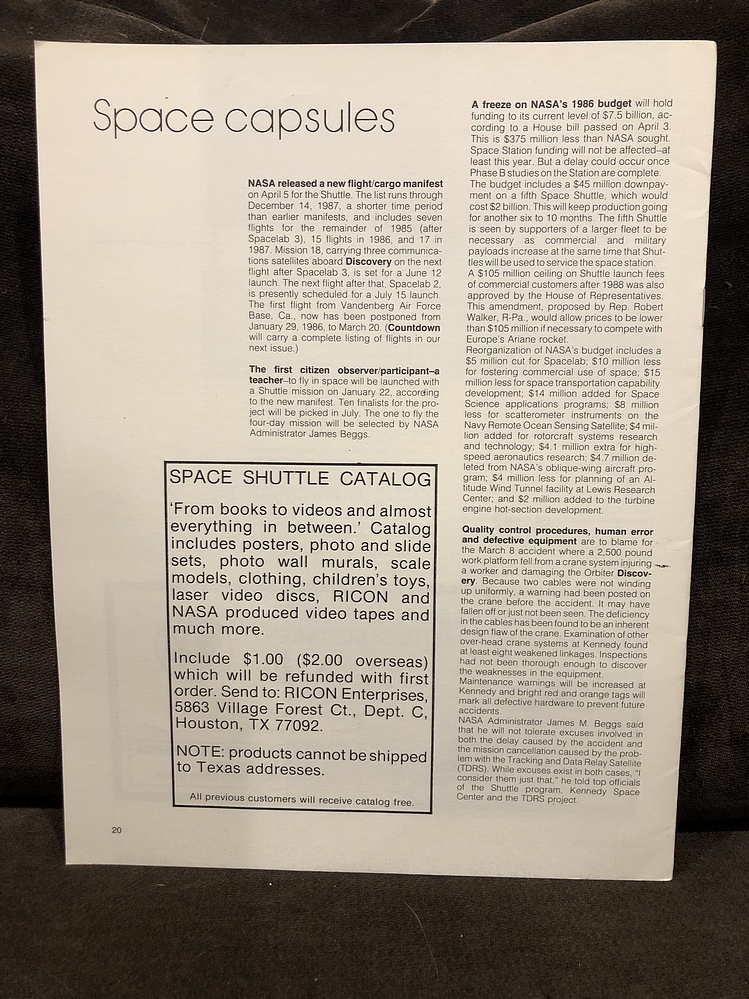 Space capsules
NASA released a new flight/cargo manifest
on April 5 for the Shuttle. The list runs through
December 14, 1987, a shorter time period
than earlier manifests, and includes seven
flights for the remainder of 1985 (after
Spacelab 3), 15 flights in 1986, and 17 in
1987. Mission 18, carrying three communica-
tions satellites aboard Discovery on the next
flight after Spacelab 3, is set for a June 12
launch. The next flight after that, Spacelab 2,
is presently scheduled for a July 15 launch.
The first flight from Vandenberg Air Force
Base, Ca., now has been postponed from
January 29, 1986, to March 20. (Countdown
will carry a complete listing of flights in our
next issue.)
The first citizen observer/participant–a
teacher–to fly in space will be launched with
a Shuttle mission on January 22, according
to the new manifest. Ten finalists for the pro-
ject will be picked in July. The one to fly the
four-day mission will be selected by NASA
Administrator James Beggs.
SPACE SHUTTLE CATALOG
'From books to videos and almost
everything in between.' Catalog
includes posters, photo and slide
sets, photo wall murals, scale
models, clothing, children's toys,
laser video discs, RICON and
NASA produced video tapes and
much more.
Include $1.00 ($2.00 overseas)
which will be refunded with first
order. Send to: RICON Enterprises,
5863 Village Forest Ct., Dept. C,
Houston, TX 77092.
NOTE: products cannot be shipped
to Texas addresses.
All previous customers will receive catalog free.
20
A freeze on NASA's 1986 budget will hold
funding to its current level of $7.5 billion, ac-
cording to a House bill passed on April 3.
This is $375 million less than NASA sought.
Space Station funding will not be affected–at
least this year. But a delay could occur once
Phase B studies on the Station are complete.
The budget includes a $45 million downpay-
ment on a fifth Space Shuttle, which would
cost $2 billion. This will keep production going
for another six to 10 months. The fifth Shuttle
is seen by supporters of a larger fleet to be
necessary as commercial and military
payloads increase at the same time that Shut-
tles will be used to service the space station.
A $105 million ceiling on Shuttle launch fees
of commercial customers after 1988 was also
approved by the House of Representatives.
This amendment, proposed by Rep. Robert
Walker, R-Pa., would allow prices to be lower
than $105 million if necessary to compete with
Europe's Ariane rocket.
Reorganization of NASA's budget includes a
$5 million cut for Spacelab; $10 million less
for fostering commercial use of space; $15
million less for space transportation capability
development; $14 million added for Space
Science applications programs; $8 million
less for scatterometer instruments on the
Navy Remote Ocean Sensing Satellite; $4 mil-
lion added for rotorcraft systems research
and technology; $4.1 million extra for high-
speed aeronautics research; $4.7 million de-
leted from NASA's oblique-wing aircraft pro-
gram; $4 million less for planning of an Al-
titude Wind Tunnel facility at Lewis Research
Center; and $2 million added to the turbine
engine hot-section development.
Quality control procedures, human error
and defective equipment are to blame for
the March 8 accident where a 2,500 pound
work platform fell from a crane system injuring
a worker and damaging the Orbiter Discov-
ery. Because two cables were not winding
up uniformly, a warning had been posted on
the crane before the accident. It may have
fallen off or just not been seen. The deficiency
in the cables has been found to be an inherent
design flaw of the crane. Examination of other
over-head crane systems at Kennedy found
at least eight weakened linkages. Inspections
had not been thorough enough to discover
the weaknesses in the equipment.
Maintenance warnings will be increased at
Kennedy and bright red and orange tags will
mark all defective hardware to prevent future
accidents.
NASA Administrator James M. Beggs said
that he will not tolerate excuses involved in
both the delay caused by the accident and
the mission cancellation caused by the prob-
lem with the Tracking and Data Relay Satellite
(TDRS). While excuses exist in both cases, "I
consider them just that," he told top officials
of the Shuttle program, Kennedy Space
Center and the TDRS project.